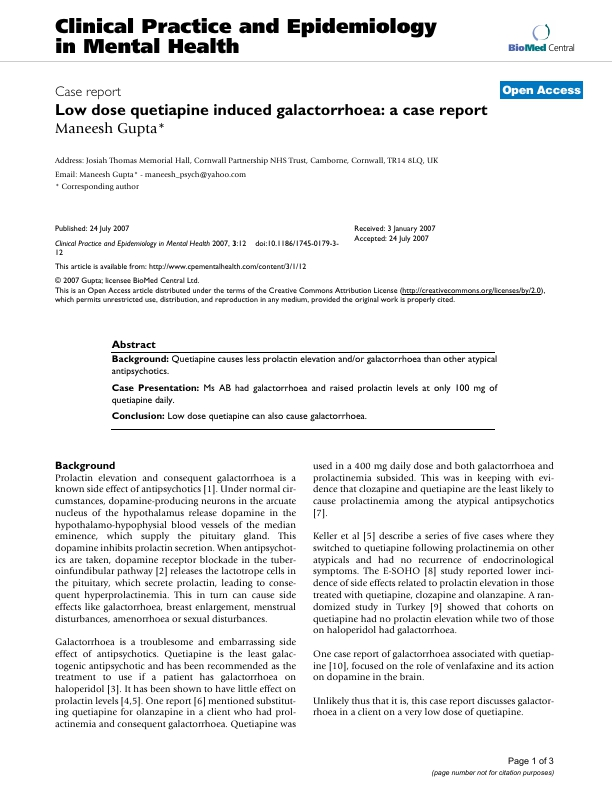 Clinical Practice and Epidemiology
in Mental Health
BioMed Central
Open Access
Case report
Low dose quetiapine induced galactorrhoea: a case report
Maneesh Gupta*
Address: Josiah Thomas Memorial Hall, Cornwall Partnership NHS Trust, Camborne, Cornwall, TR14 8LQ, UK
Email: Maneesh Gupta* - maneesh_psych@yahoo.com
* Corresponding author
Published: 24 July 2007
Clinical Practice and Epidemiology in Mental Health 2007, 3:12 doi:10.1186/1745-0179-3-
12
Received: 3 January 2007
Accepted: 24 July 2007
This article is available from: http://www.cpementalhealth.com/content/3/1/12
© 2007 Gupta; licensee BioMed Central Ltd.
This is an Open Access article distributed under the terms of the Creative Commons Attribution License (http://creativecommons.org/licenses/by/2.0),
which permits unrestricted use, distribution, and reproduction in any medium, provided the original work is properly cited.
Abstract
Background: Quetiapine causes less prolactin elevation and/or galactorrhoea than other atypical
antipsychotics.
Case Presentation: Ms AB had galactorrhoea and raised prolactin levels at only 100 mg of
quetiapine daily.
Conclusion: Low dose quetiapine can also cause galactorrhoea.
Background
Prolactin elevation and consequent galactorrhoea is a
known side effect of antipsychotics [1]. Under normal cir-
cumstances, dopamine-producing neurons in the arcuate
nucleus of the hypothalamus release dopamine in the
hypothalamo-hypophysial blood vessels of the median
eminence, which supply the pituitary gland. This
dopamine inhibits prolactin secretion. When antipsychot-
ics are taken, dopamine receptor blockade in the tuber-
oinfundibular pathway [2] releases the lactotrope cells in
the pituitary, which secrete prolactin, leading to conse-
quent hyperprolactinemia. This in turn can cause side
effects like galactorrhoea, breast enlargement, menstrual
disturbances, amenorrhoea or sexual disturbances.
Galactorrhoea is a troublesome and embarrassing side
effect of antipsychotics. Quetiapine is the least galac-
togenic antipsychotic and has been recommended as the
treatment to use if a patient has galactorrhoea on
haloperidol [3]. It has been shown to have little effect on
prolactin levels [4,5]. One report [6] mentioned substitut-
ing quetiapine for olanzapine in a client who had prol-
actinemia and consequent galactorrhoea. Quetiapine was
used in a 400 mg daily dose and both galactorrhoea and
prolactinemia subsided. This was in keeping with evi-
dence that clozapine and quetiapine are the least likely to
cause prolactinemia among the atypical antipsychotics
[7].
Keller et al [5] describe a series of five cases where they
switched to quetiapine following prolactinemia on other
atypicals and had no recurrence of endocrinological
symptoms. The E-SOHO [8] study reported lower inci-
dence of side effects related to prolactin elevation in those
treated with quetiapine, clozapine and olanzapine. A ran-
domized study in Turkey [9] showed that cohorts on
quetiapine had no prolactin elevation while two of those
on haloperidol had galactorrhoea.
One case report of galactorrhoea associated with quetiap-
ine [10], focused on the role of venlafaxine and its action
on dopamine in the brain.
Unlikely thus that it is, this case report discusses galactor-
rhoea in a client on a very low dose of quetiapine.
Page 1 of 3
(page number not for citation purposes)